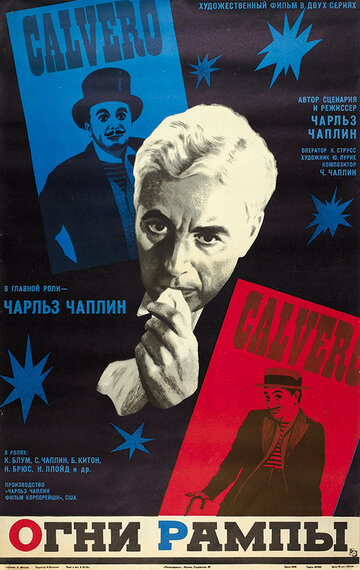 ХУДОЖЕСТВЕННЫЙ ФИЛЬМ В ДВУХ СЕРИЯХ
CALVERO
АВТОР СЦЕНАРИЯ
И РЕЖИССЕР
ЧАРЛЬЗ
ЧАПЛИН
ОПЕРАТОР К. СТРУСС
ХУДОЖНИК Ю. ЛУРИЕ
КОМПОЗИТОР
Ч. ЧАПЛИН
В ГЛАВНОЙ РОЛИ—
ЧАРЛЬЗ ЧАПЛИН
CALVERO
В РОЛЯХ:
К. БЛУМ, С. ЧАПЛИН, Б. КИТОН,
Н. БРЮС, Н. ЛЛОЙД и др.
ПРОИЗВОДСТВО
«ЧАРЛЬЗ ЧАПЛИН
ФИЛЬМ КОРПОРЕЙШН», США
ОГНИ РАМПЫ